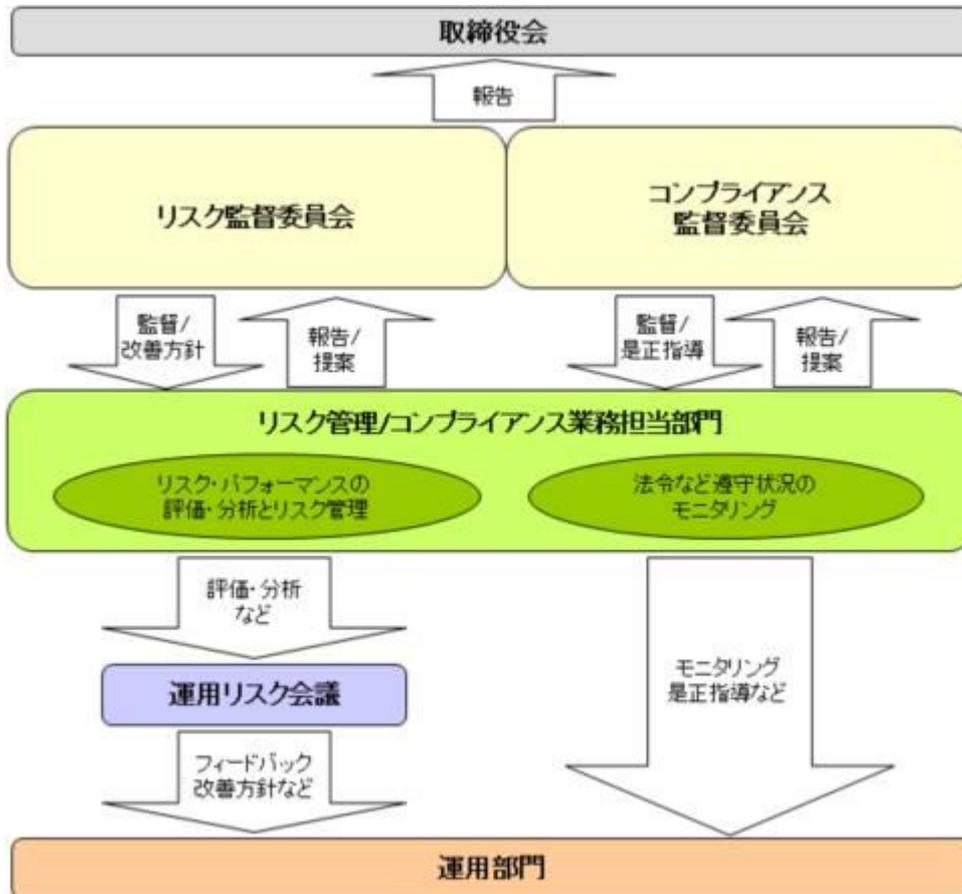 取締役会
報告
リスク監督委員会
コンプライアンス
監督委員会
監督/
改善方針
報告/
提案
監督/
是正指導
報告/
提案
リスク管理/コンプライアンス業務担当部門
リスク・パフォーマンスの
評価・分析とリスク管理
法令など遵守状況の
モニタリング
評価・分析
など
運用リスク会議
モニタリング
是正指導など
フィードバック
改善方針など
運用部門